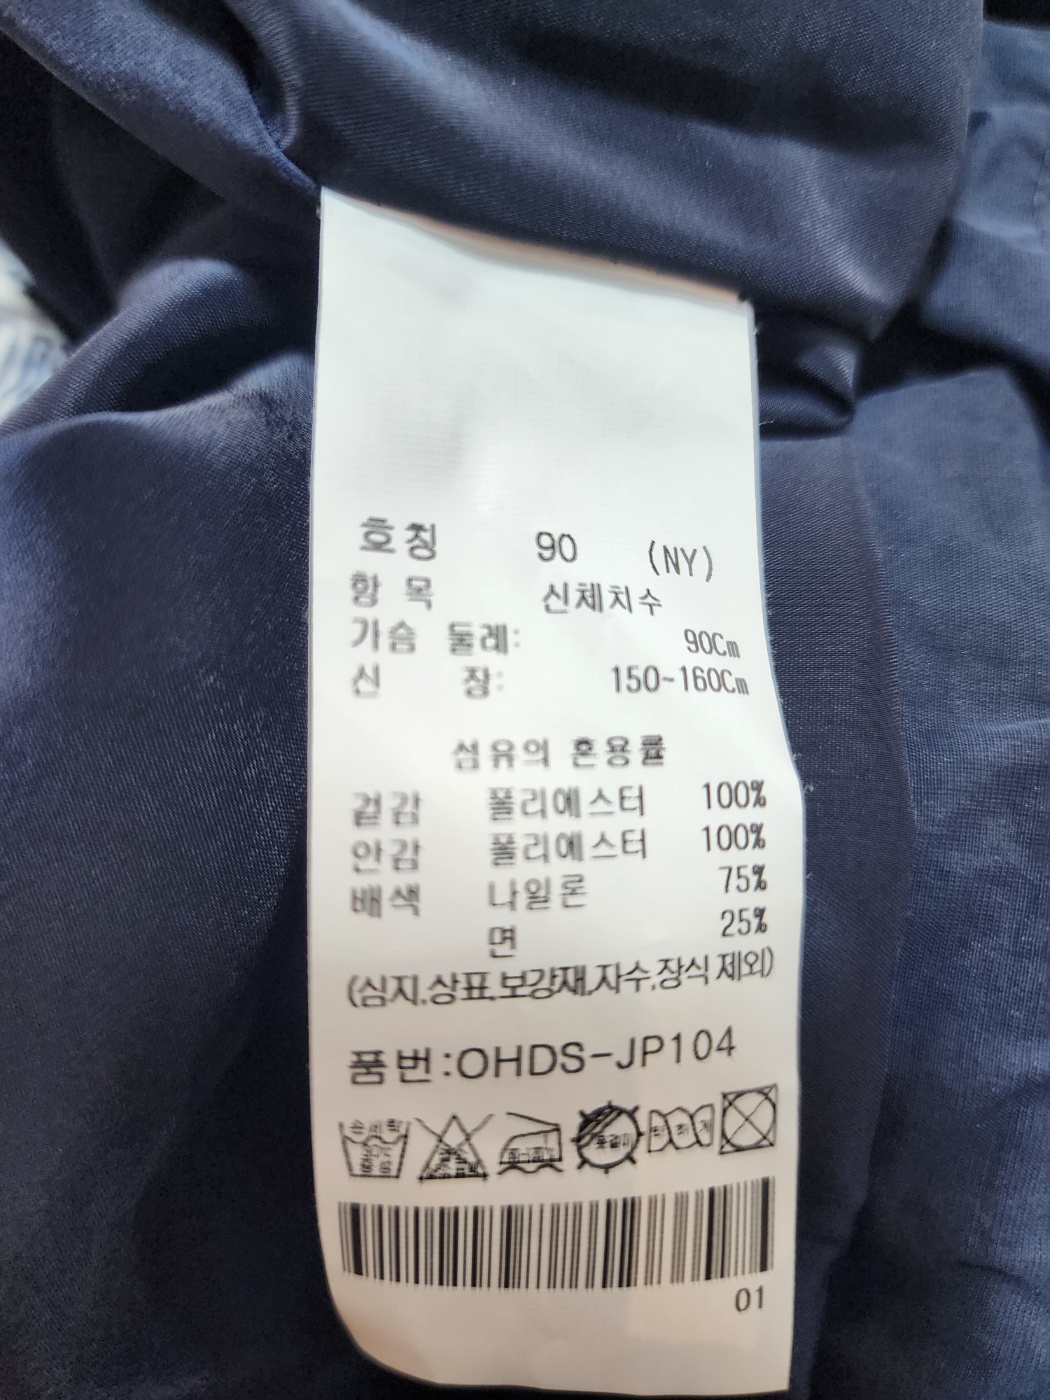 호칭 90 (NY)
항 목 신체치수
가슴 둘레: 90Cm
신 장: 150~160Cm
섬유의 혼용률
겉감 폴리에스터 100%
안감 폴리에스터 100%
배색 나일론 75%
면 25%
(심지,상표,보강재,자수,장식 제외)
품번:OHDS-JP104
손세탁
01